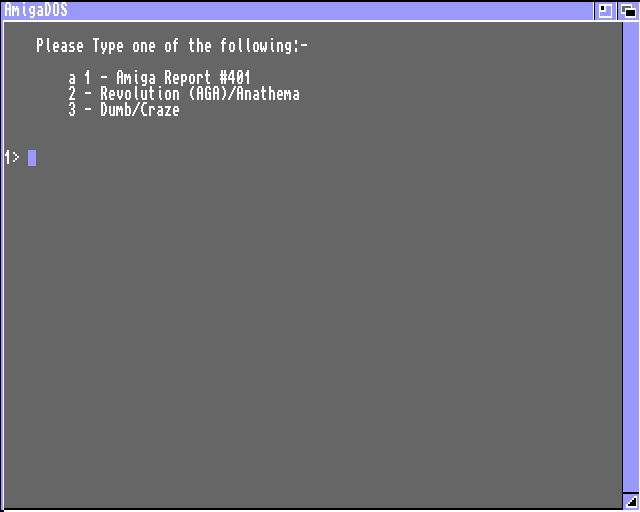 AmigaDOS
Please Type one of the following:-
a 1 - Amiga Report #401
2 - Revolution (AGA)/Anathema
3 - Dumb/Craze
1>